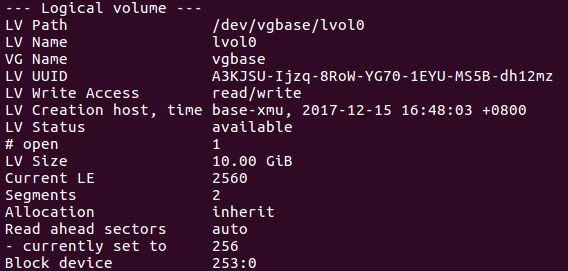 --- Logical volume ---
LV Path                /dev/vgbase/lvol0
LV Name                lvol0
VG Name                vgbase
LV UUID                A3KJSU-Ijzq-8RoW-YG70-1EYU-MS5B-dh12mz
LV Write Access        read/write
LV Creation host, time base-xmu, 2017-12-15 16:48:03 +0800
LV Status              available
# open                 1
LV Size                10.00 GiB
Current LE             2560
Segments               2
Allocation             inherit
Read ahead sectors     auto
- currently set to     256
Block device           253:0